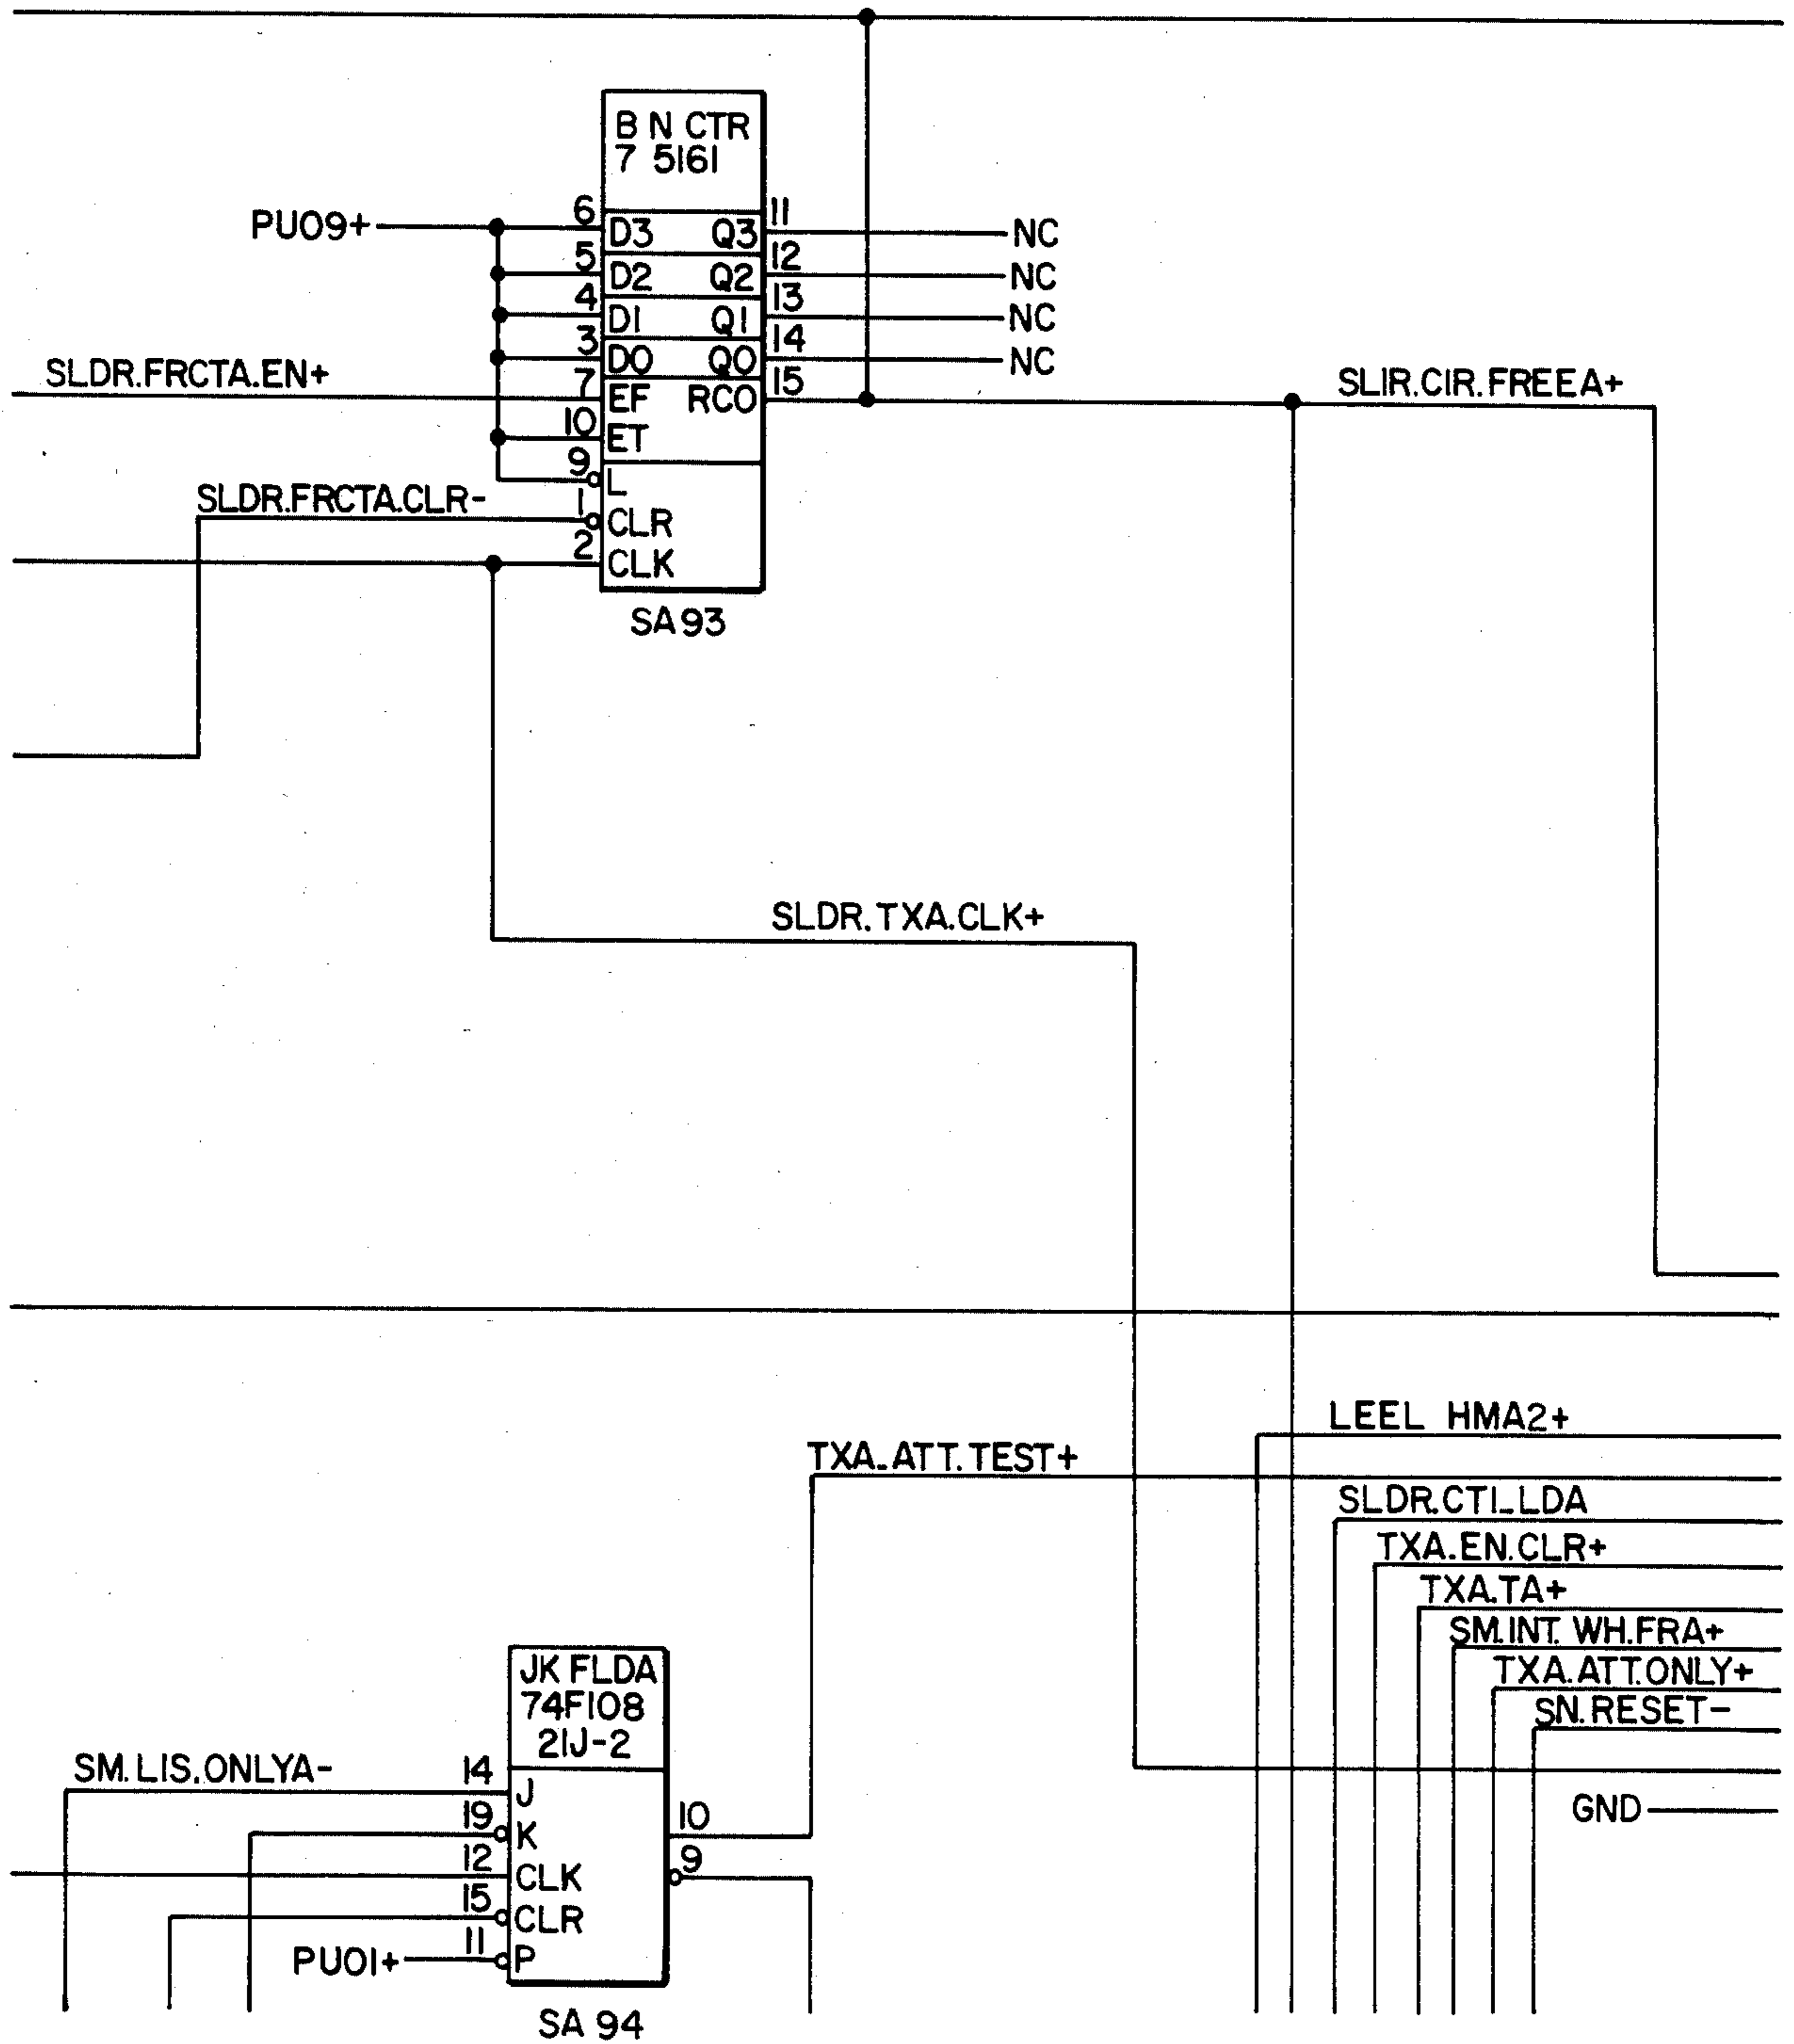 B N CTR
7 5161
PU09+
6
D3
Q3
11
NC
5
D2
Q2
12
NC
4
D1
Q1
13
NC
3
D0
Q0
14
NC
SLDR.FRCTA.EN+
7
EF
RCO
15
SLIR.CIR.FREEA+
10
ET
9
L
SLDR.FRCTA.CLR-
1
CLR
2
CLK
SA93
SLDR.TXA.CLK+
LEEL HMA2+
TXA_ATT.TEST+
SLDR.CTI_LDA
TXA.EN.CLR+
TXA.TA+
SM.INT. WH.FRA+
TXA.ATT.ONLY+
SN.RESET-
GND
JK FLDA
74F108
21J-2
SM.LIS.ONLYA-
14
J
19
K
10
12
CLK
9
15
CLR
PU01+
11
P
SA 94